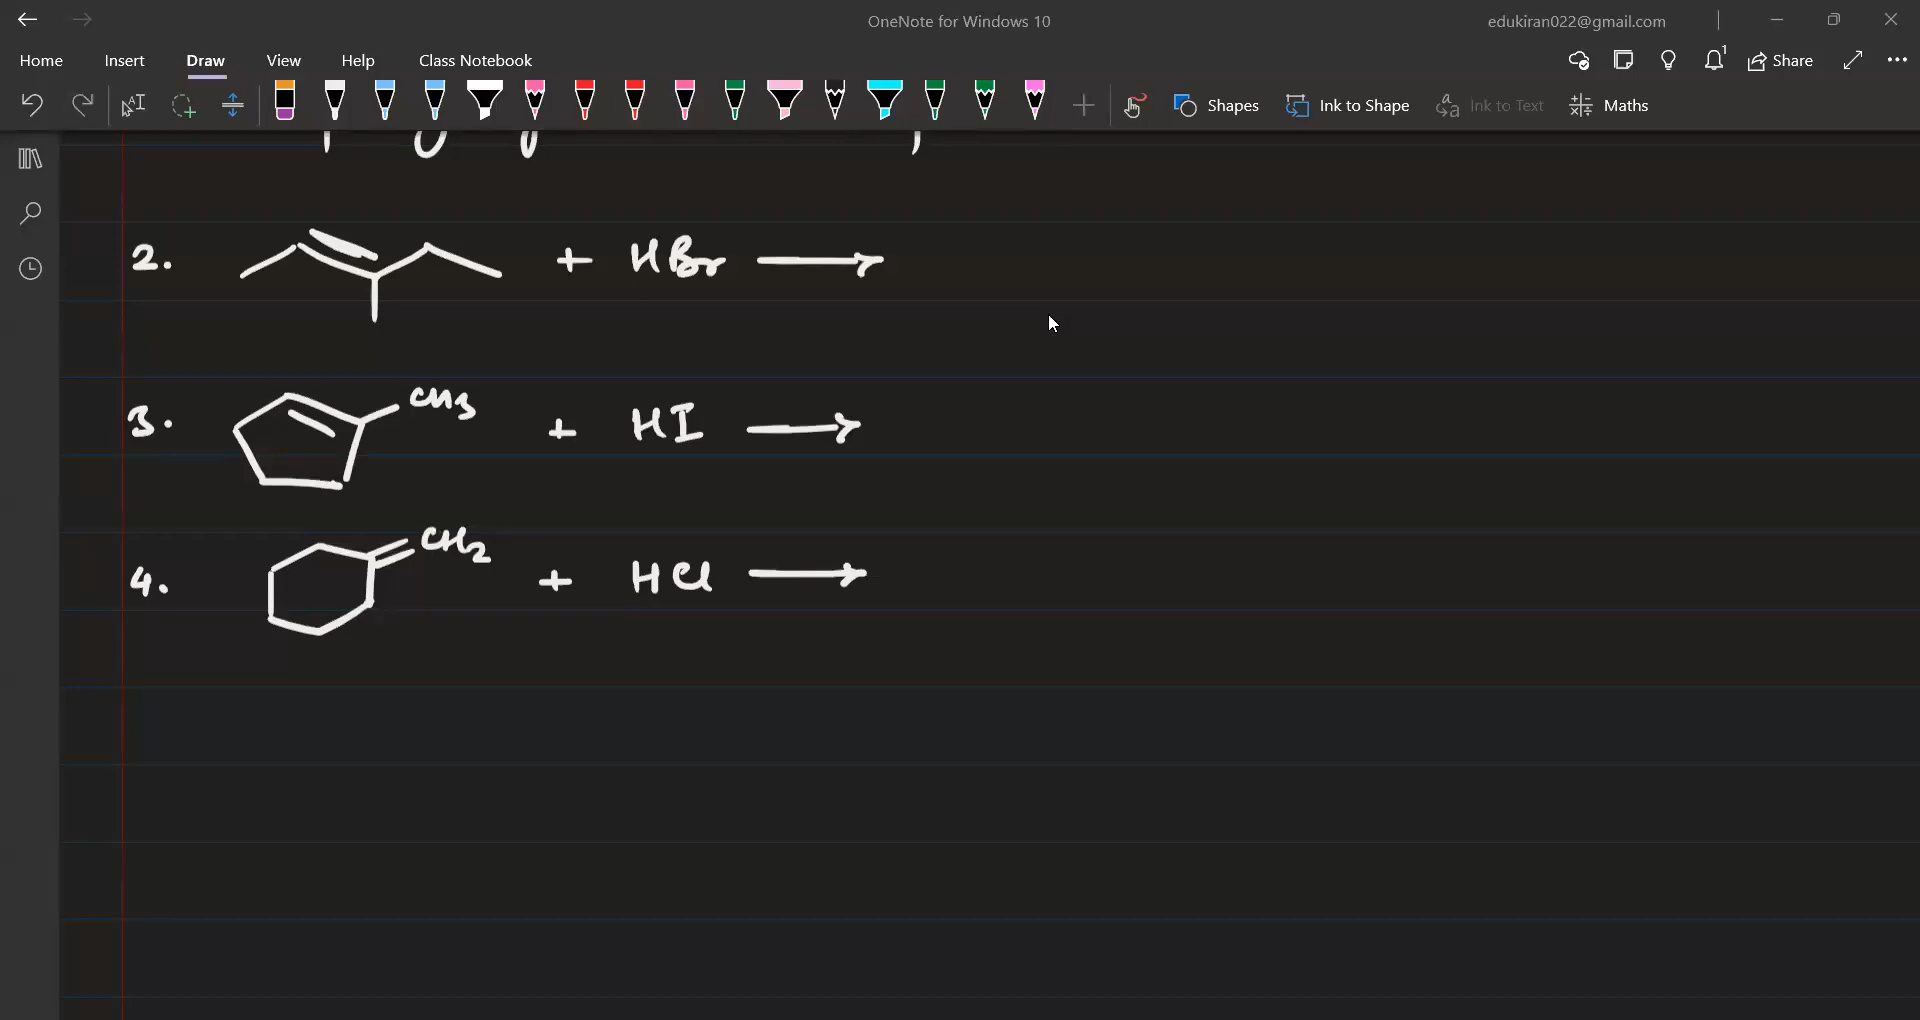 OneNote for Windows 10
edukiran022@gmail.com
Home Insert Draw View Help Class Notebook
1
Share
Shapes Ink to Shape Ink to Text Maths
2. + HBr ⟶
3. CH3 + HI ⟶
4. CH2 + HCl ⟶